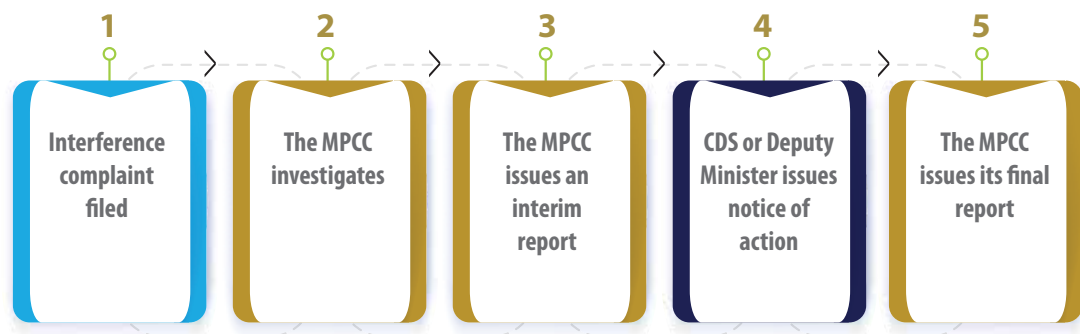 1
2
3
4
5
Interference
complaint
filed
The MPCC
investigates
The MPCC
issues an
interim
report
CDS or Deputy
Minister issues
notice of
action
The MPCC
issues its final
report